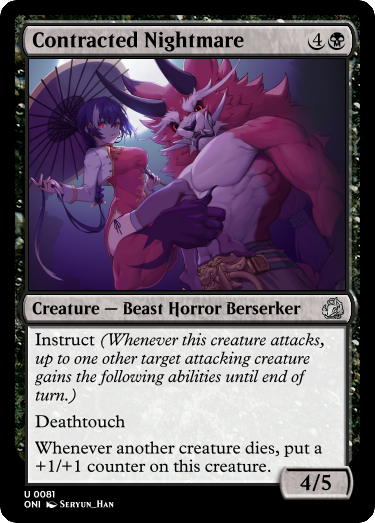 Contracted Nightmare 4
Creature — Beast Horror Berserker
Instruct (Whenever this creature attacks,
up to one other target attacking creature
gains the following abilities until end of
turn.)
Deathtouch
Whenever another creature dies, put a
+1/+1 counter on this creature.
4/5
U 0081
ONI SERYUN_HAN